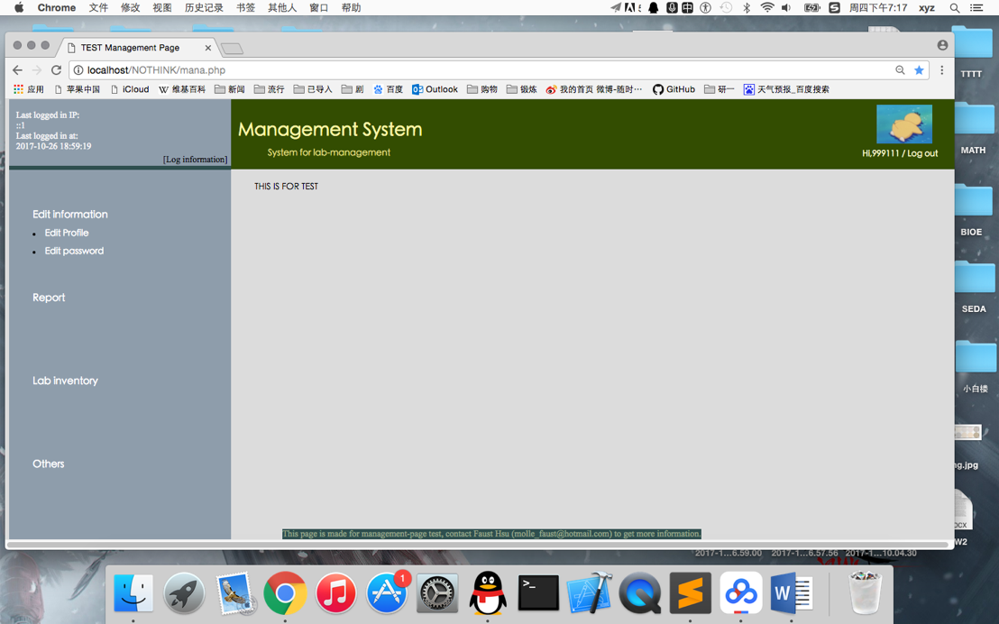 Chrome 文件 修改 视图 历史记录 书签 其他人 窗口 帮助 周四下午7:17 xyz
TEST Management Page
localhost/NOTHINK/mana.php
应用 苹果中国 iCloud 维基百科 新闻 流行 已导入 剧 百度 Outlook 购物 锻炼 我的首页 微博-随时… GitHub 研一 天气预报_百度搜索
Last logged in IP:
::1
Last logged in at:
2017-10-26 18:59:19
[Log information]
Management System
System for lab-management
Hi,999111 / Log out
THIS IS FOR TEST
Edit information
Edit Profile
Edit password
Report
Lab inventory
Others
This page is made for management-page test, contact Faust Hsu (molle_faust@hotmail.com) to get more information.
TTTT
MATH
BIOE
SEDA
小白楼
ng.jpg
OCX
W2
2017-1...6.59.00 2017-1...6.57.56 2017-1...10.04.30
1